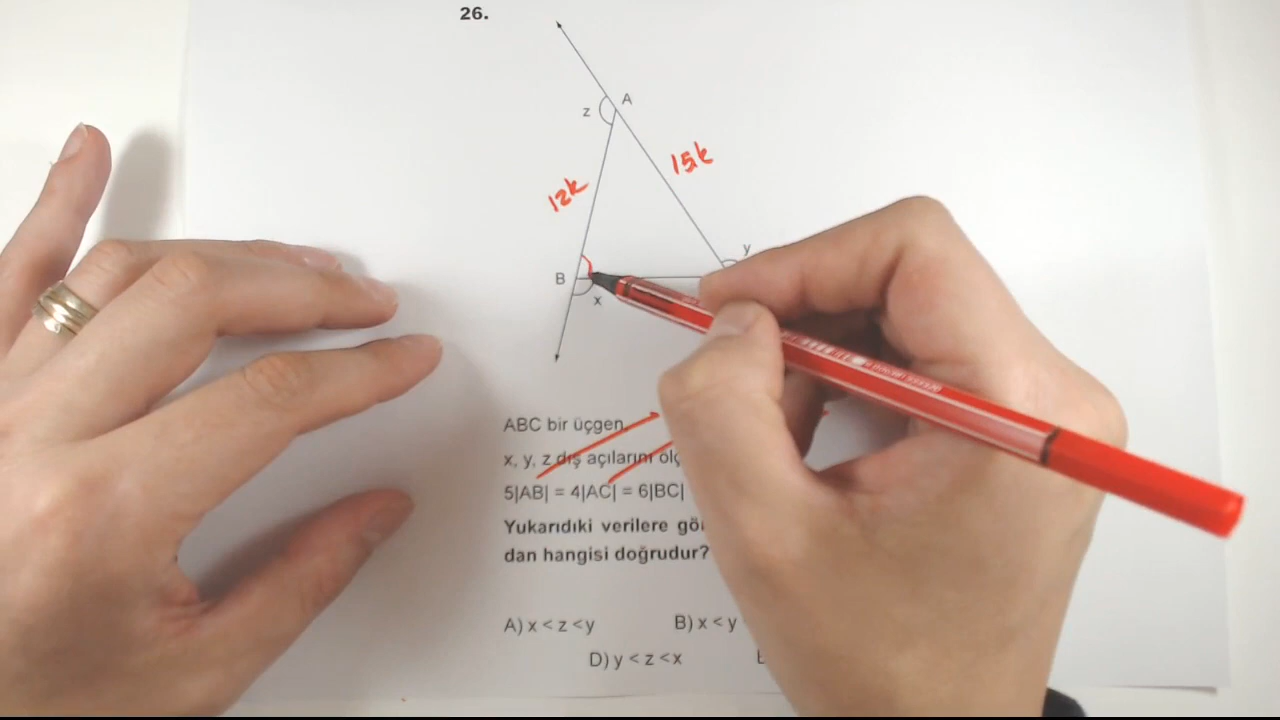 26.
A
z
15k
12k
y
B
x
ABC bir üçgen,
x, y, z dış açıların
5|AB| = 4|AC| = 6|BC|
Yukarıdıki verilere
dan hangisi doğrudur?
A) x < z < y B) x < y
D) y < z < x